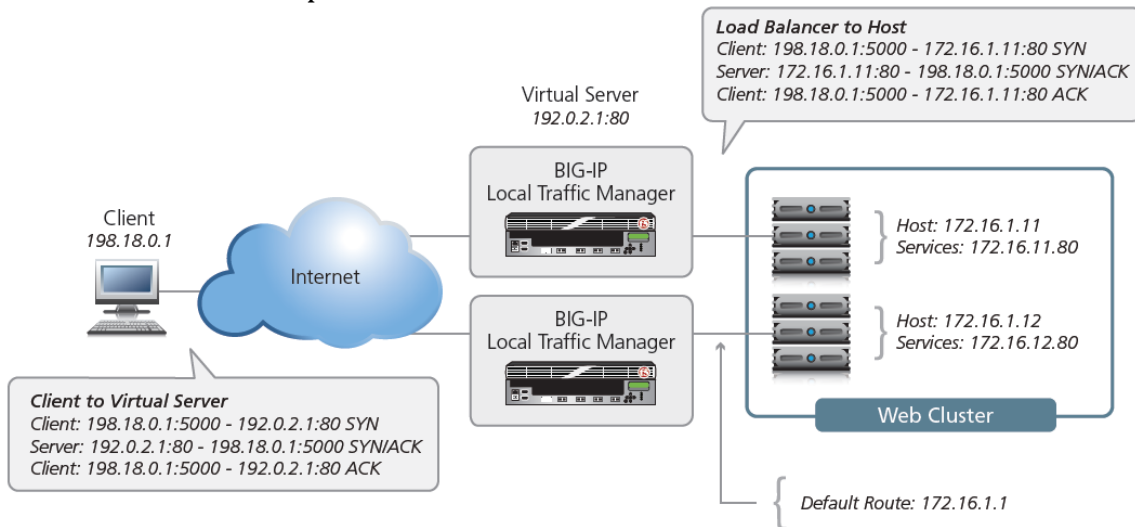 Load Balancer to Host
Client: 198.18.0.1:5000 - 172.16.1.11:80 SYN
Server: 172.16.1.11:80 - 198.18.0.1:5000 SYN/ACK
Client: 198.18.0.1:5000 - 172.16.1.11:80 ACK
Virtual Server
192.0.2.1:80
BIG-IP
Local Traffic Manager
Client
198.18.0.1
Internet
Host: 172.16.1.11
Services: 172.16.11.80
BIG-IP
Local Traffic Manager
Host: 172.16.1.12
Services: 172.16.12.80
Client to Virtual Server
Client: 198.18.0.1:5000 - 192.0.2.1:80 SYN
Server: 192.0.2.1:80 - 198.18.0.1:5000 SYN/ACK
Client: 198.18.0.1:5000 - 192.0.2.1:80 ACK
Web Cluster
Default Route: 172.16.1.1